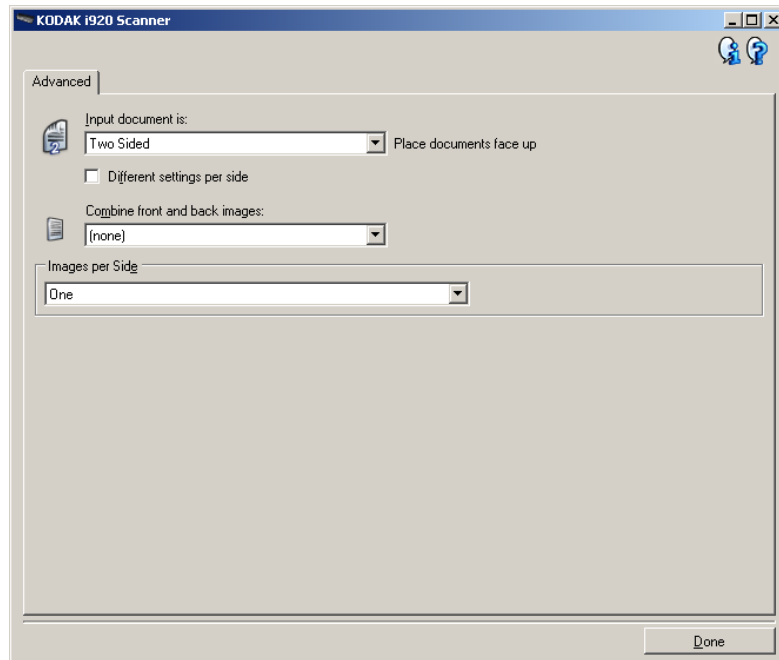 KODAK i920 Scanner
Advanced
Input document is:
2
Two Sided
Place documents face up
Different settings per side
Combine front and back images:
(none)
Images per Side
One
Done